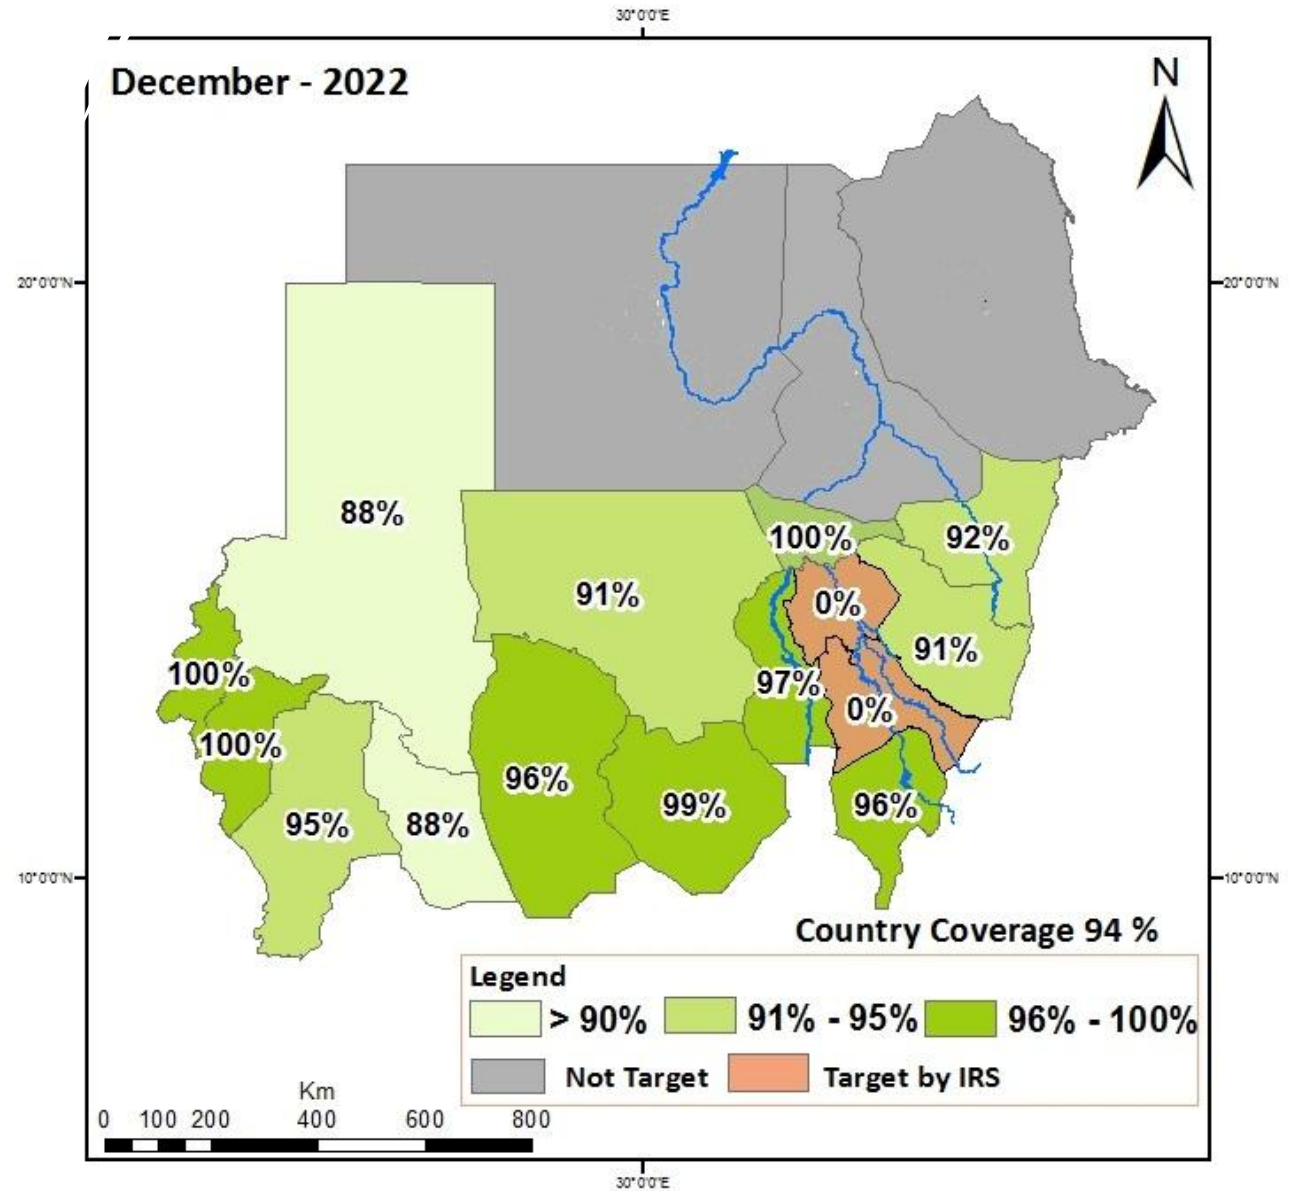 30°0'0"E
December - 2022
N
20°0'0"N
20°0'0"N
88%
100%
92%
91%
0%
100%
91%
97%
0%
100%
96%
99%
96%
95%
88%
10°0'0"N
10°0'0"N
Country Coverage 94 %
Legend
> 90%
91% - 95%
96% - 100%
Not Target
Target by IRS
Km
0 100 200 400 600 800
30°0'0"E